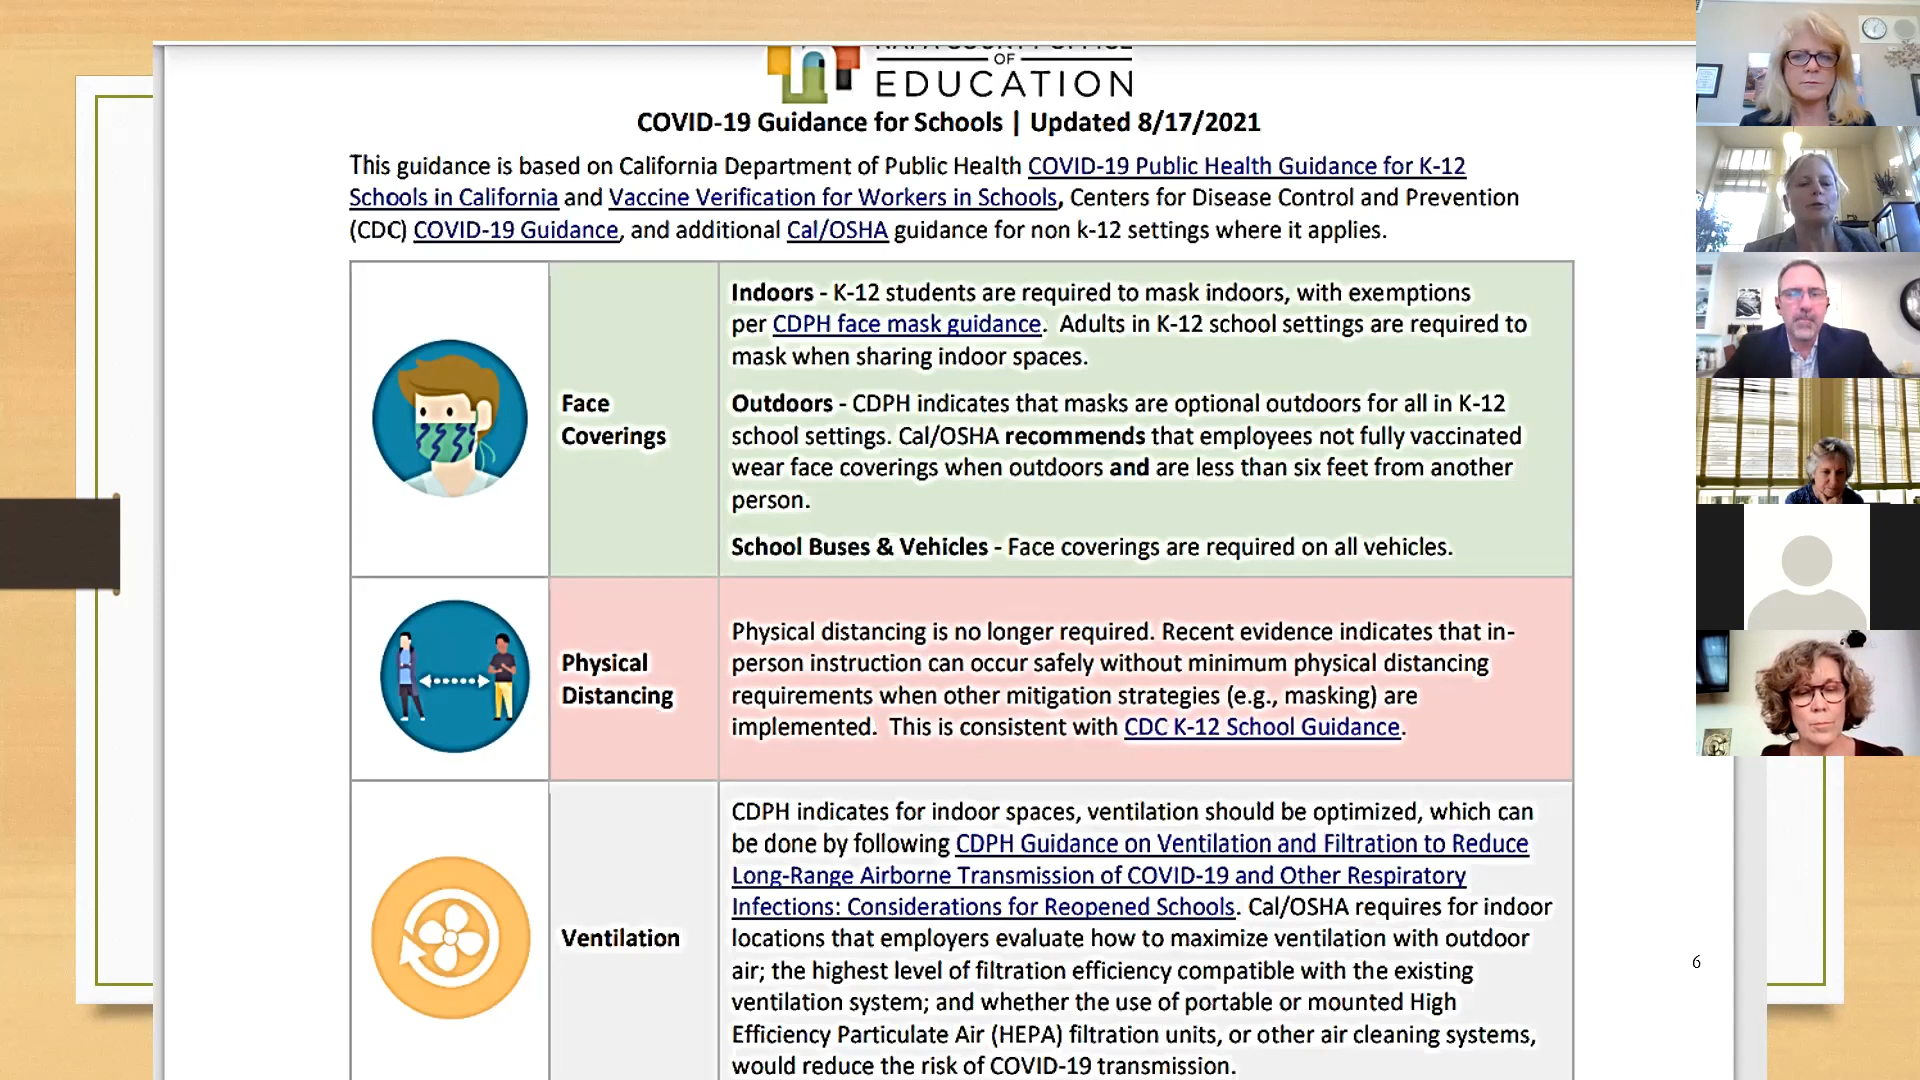 NAPA COUNTY OFFICE
OF
EDUCATION
COVID-19 Guidance for Schools | Updated 8/17/2021
This guidance is based on California Department of Public Health COVID-19 Public Health Guidance for K-12
Schools in California and Vaccine Verification for Workers in Schools, Centers for Disease Control and Prevention
(CDC) COVID-19 Guidance, and additional Cal/OSHA guidance for non k-12 settings where it applies.
Face
Coverings
Indoors - K-12 students are required to mask indoors, with exemptions
per CDPH face mask guidance. Adults in K-12 school settings are required to
mask when sharing indoor spaces.
Outdoors - CDPH indicates that masks are optional outdoors for all in K-12
school settings. Cal/OSHA recommends that employees not fully vaccinated
wear face coverings when outdoors and are less than six feet from another
person.
School Buses & Vehicles - Face coverings are required on all vehicles.
Physical
Distancing
Physical distancing is no longer required. Recent evidence indicates that in-
person instruction can occur safely without minimum physical distancing
requirements when other mitigation strategies (e.g., masking) are
implemented. This is consistent with CDC K-12 School Guidance.
Ventilation
CDPH indicates for indoor spaces, ventilation should be optimized, which can
be done by following CDPH Guidance on Ventilation and Filtration to Reduce
Long-Range Airborne Transmission of COVID-19 and Other Respiratory
Infections: Considerations for Reopened Schools. Cal/OSHA requires for indoor
locations that employers evaluate how to maximize ventilation with outdoor
air; the highest level of filtration efficiency compatible with the existing
ventilation system; and whether the use of portable or mounted High
Efficiency Particulate Air (HEPA) filtration units, or other air cleaning systems,
would reduce the risk of COVID-19 transmission.
6